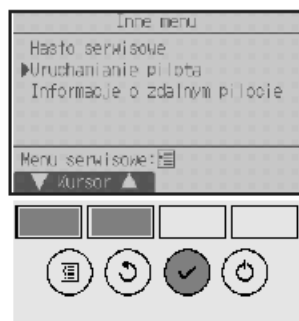 Inne menu
Hasło serwisowe
▶Uruchamianie pilota
Informacje o zdalnym pilocie
Menu serwisowe:
▼ Kursor ▲